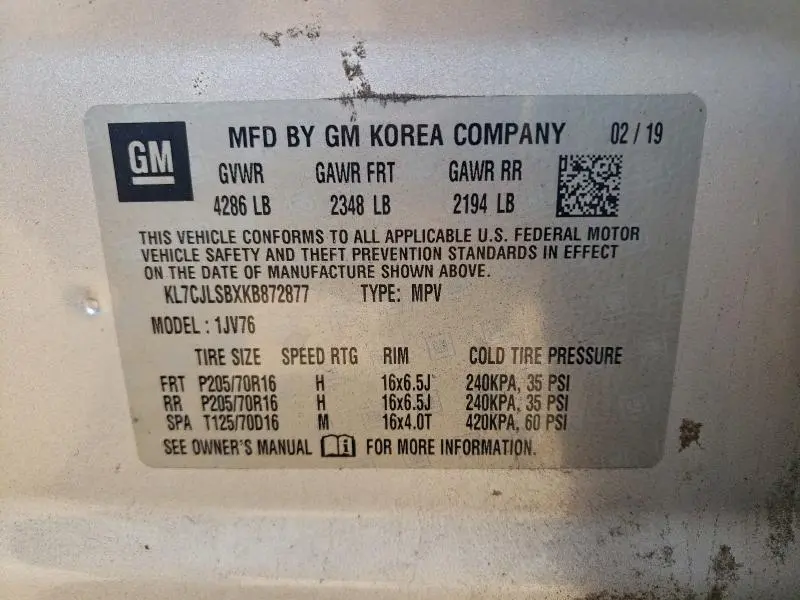 GM
MFD BY GM KOREA COMPANY 02 / 19
GVWR GAWR FRT GAWR RR
4286 LB 2348 LB 2194 LB
THIS VEHICLE CONFORMS TO ALL APPLICABLE U.S. FEDERAL MOTOR
VEHICLE SAFETY AND THEFT PREVENTION STANDARDS IN EFFECT
ON THE DATE OF MANUFACTURE SHOWN ABOVE.
KL7CJLSBXKB872877 TYPE: MPV
MODEL : 1JV76
TIRE SIZE SPEED RTG RIM COLD TIRE PRESSURE
FRT P205/70R16 H 16x6.5J 240KPA, 35 PSI
RR P205/70R16 H 16x6.5J 240KPA, 35 PSI
SPA T125/70D16 M 16x4.0T 420KPA, 60 PSI
SEE OWNER'S MANUAL i FOR MORE INFORMATION.